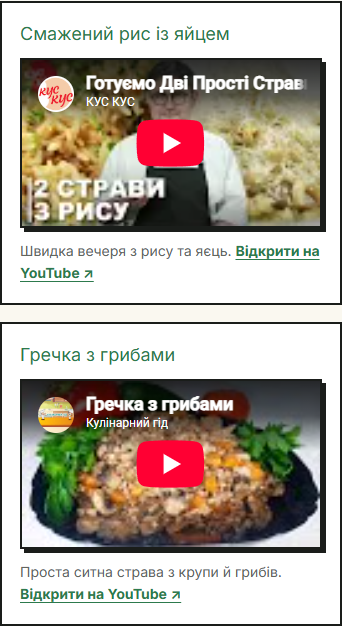 Смажений рис із яйцем
кус кус
Готуємо Дві Прості Страв
КУС КУС
2 СТРАВИ
З РИСУ
Швидка вечеря з рису та яєць. Відкрити на
YouTube ↗
Гречка з грибами
Гречка з грибами
Кулінарний гід
Проста ситна страва з крупи й грибів.
Відкрити на YouTube ↗